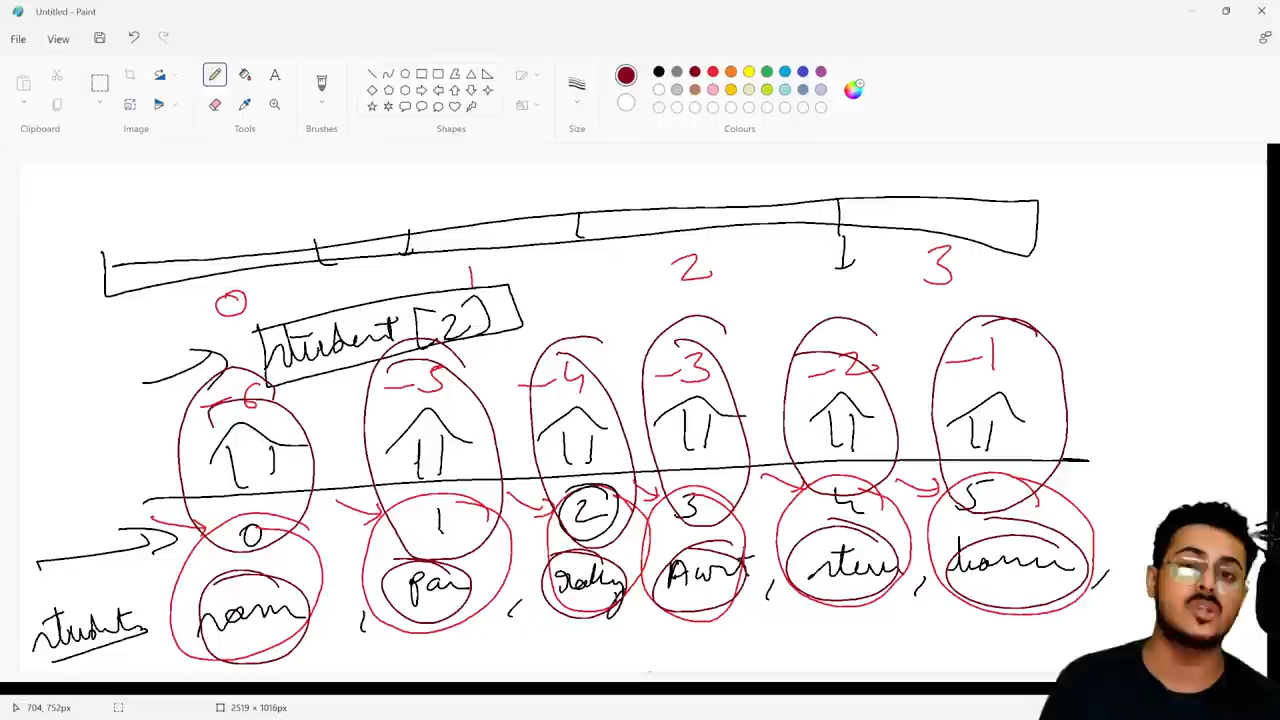 Untitled - Paint
File View
Clipboard Image Tools Brushes Shapes Size Colours
0 1 2 3
student [2]
-6 -5 -4 -3 -2 -1
0 1 2 3 4 5
students
704, 752px 2519 × 1016px